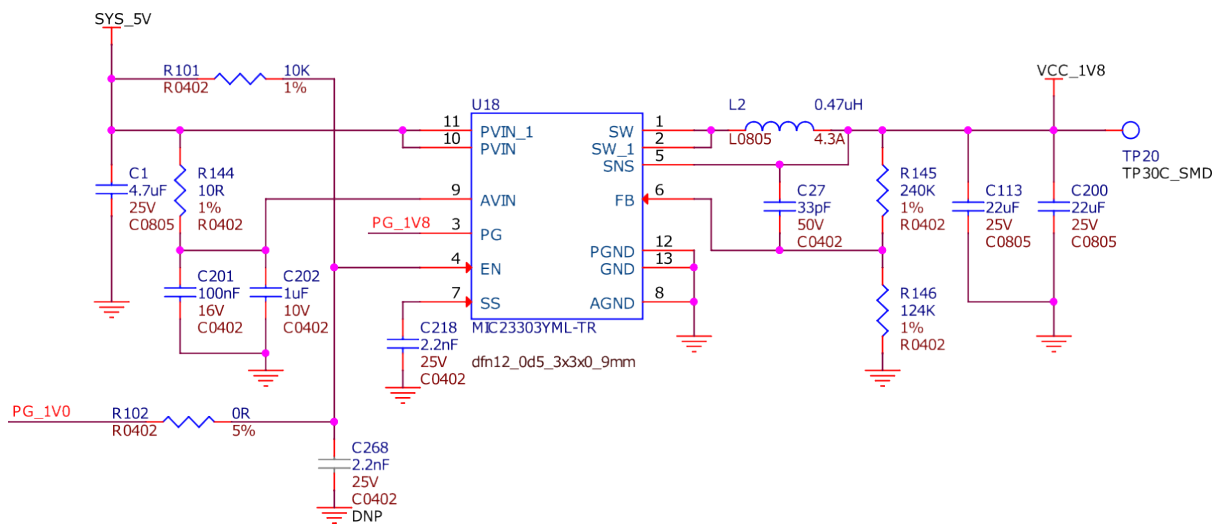 SYS_5V
R101 10K
R0402 1%
VCC_1V8
U18
L2 0.47uH
L0805 4.3A
11 PVIN_1 SW 1
10 PVIN SW_1 2
SNS 5
TP20
TP30C_SMD
C1
4.7uF
25V
C0805
R144
10R
1%
R0402
9 AVIN FB 6
C27
33pF
50V
C0402
R145
240K
1%
R0402
C113
22uF
25V
C0805
C200
22uF
25V
C0805
PG_1V8 3 PG
PGND 12
4 EN GND 13
C201
100nF
16V
C0402
C202
1uF
10V
C0402
7 SS AGND 8
R146
124K
1%
R0402
MIC23303YML-TR
C218
2.2nF
25V
C0402
dfn12_0d5_3x3x0_9mm
PG_1V0 R102 0R
R0402 5%
C268
2.2nF
25V
C0402
DNP